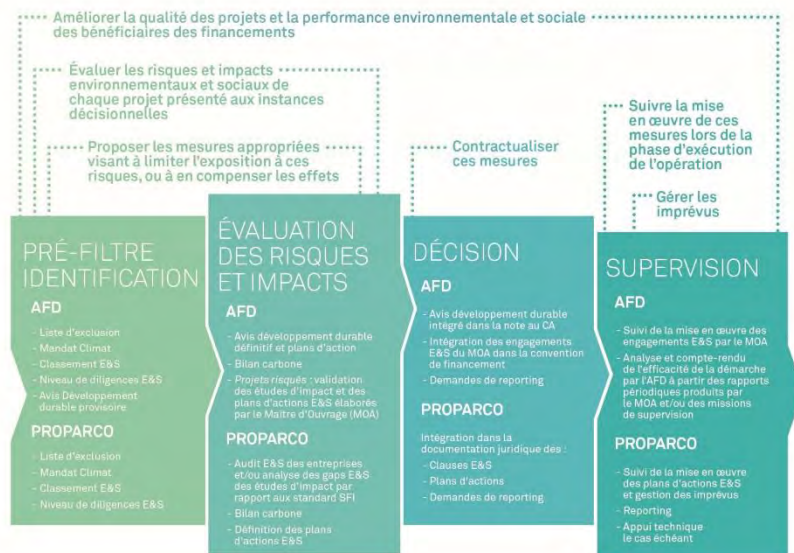 Améliorer la qualité des projets et la performance environnementale et sociale
des bénéficiaires des financements
Évaluer les risques et impacts
environnementaux et sociaux de
chaque projet présenté aux instances
décisionnelles
Proposer les mesures appropriées
visant à limiter l'exposition à ces
risques, ou à en compenser les effets
Contractualiser
ces mesures
Suivre la mise
en œuvre de ces
mesures lors de la
phase d'exécution
de l'opération
Gérer les
imprévus
PRÉ-FILTRE
IDENTIFICATION
AFD
- Liste d'exclusion
- Mandat Climat
- Classement E&S
- Niveau de diligences E&S
- Avis Développement
durable provisoire
PROPARCO
- Liste d'exclusion
- Mandat Climat
- Classement E&S
- Niveau de diligences E&S
ÉVALUATION
DES RISQUES
ET IMPACTS
AFD
- Avis développement durable
définitif et plans d'action
- Bilan carbone
- Projets risqués : validation
des études d'impact et des
plans d'actions E&S élaborés
par le Maître d'Ouvrage (MOA)
PROPARCO
- Audit E&S des entreprises
et/ou analyse des gaps E&S
des études d'impact par
rapport aux standard SFI
- Bilan carbone
- Définition des plans
d'actions E&S
DÉCISION
AFD
- Avis développement durable
intégré dans la note au CA
- Intégration des engagements
E&S du MOA dans la convention
de financement
- Demandes de reporting
PROPARCO
Intégration dans la
documentation juridique des :
- Clauses E&S
- Plans d'actions
- Demandes de reporting
SUPERVISION
AFD
- Suivi de la mise en œuvre des
engagements E&S par le MOA
- Analyse et compte-rendu
de l'efficacité de la démarche
par l'AFD à partir des rapports
périodiques produits par
le MOA et/ou des missions
de supervision
PROPARCO
- Suivi de la mise en œuvre
des plans d'actions E&S
et gestion des imprévus
- Reporting
- Appui technique
le cas échéant